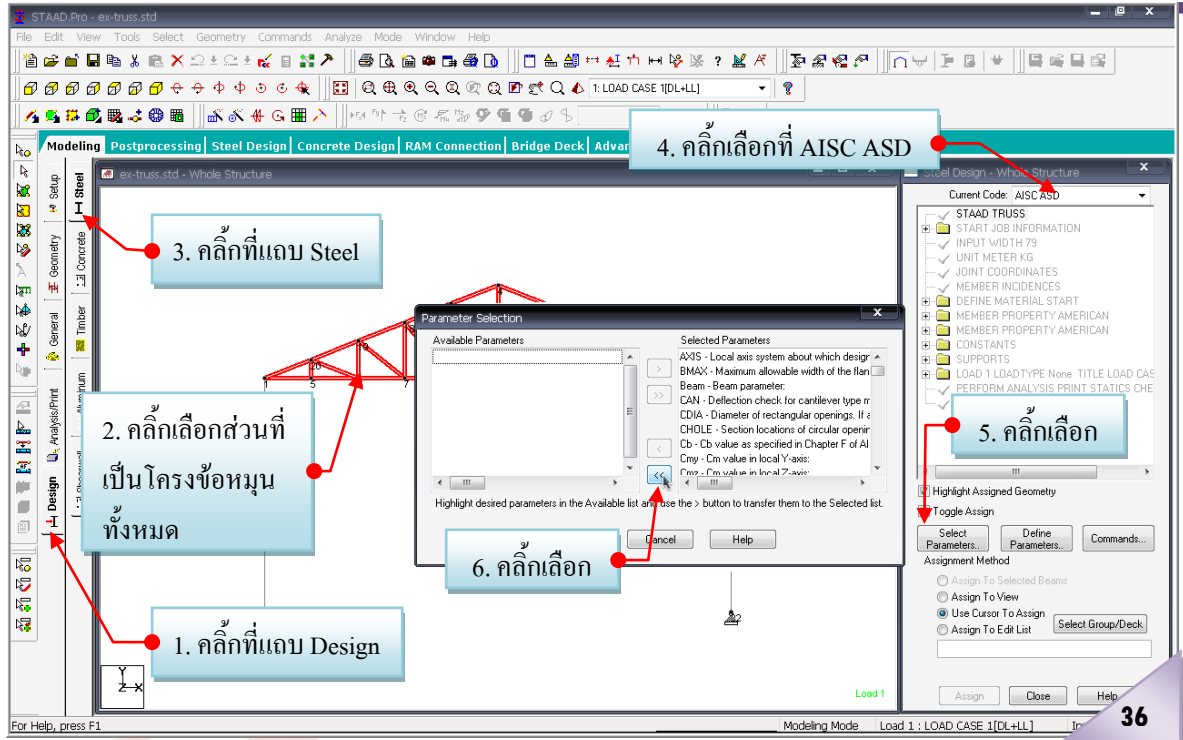 STAAD.Pro - ex-truss.std
File Edit View Tools Select Geometry Commands Analyze Mode Window Help
1: LOAD CASE 1[DL+LL]
Modeling Postprocessing Steel Design Concrete Design RAM Connection Bridge Deck Advan
4. คลิ๊กเลือกที่ AISC ASD
ex-truss.std - Whole Structure
Steel Design - Whole Structure
Current Code: AISC ASD
STAAD TRUSS
START JOB INFORMATION
INPUT WIDTH 79
UNIT METER KG
JOINT COORDINATES
MEMBER INCIDENCES
DEFINE MATERIAL START
MEMBER PROPERTY AMERICAN
MEMBER PROPERTY AMERICAN
CONSTANTS
SUPPORTS
LOAD 1 LOADTYPE None TITLE LOAD CAS
PERFORM ANALYSIS PRINT STATICS CHE
Setup
Geometry
General
Analysis/Print
Design
Steel
Concrete
Timber
Aluminum
3. คลิ๊กที่แถบ Steel
Parameter Selection
Available Parameters
Selected Parameters
AXIS - Local axis system about which design
BMAX - Maximum allowable width of the flan
Beam - Beam parameter:
CAN - Deflection check for cantilever type m
CDIA - Diameter of rectangular openings. If a
CHOLE - Section locations of circular openir
Cb - Cb value as specified in Chapter F of AI
Cmy - Cm value in local Y-axis:
Cmz - Cm value in local Z-axis:
>
>>
<
<<
Highlight desired parameters in the Available list and use the > button to transfer them to the Selected list.
Cancel Help
2. คลิ๊กเลือกส่วนที่
เป็นโครงข้อหมุน
ทั้งหมด
5. คลิ๊กเลือก
6. คลิ๊กเลือก
1. คลิ๊กที่แถบ Design
Highlight Assigned Geometry
Toggle Assign
Select Parameters..
Define Parameters..
Commands...
Assignment Method
Assign To Selected Beams
Assign To View
Use Cursor To Assign
Assign To Edit List
Select Group/Deck
Assign Close Help
4
19
20
1
5
7
2
Y
Z X
Load 1
For Help, press F1
Modeling Mode
Load 1 : LOAD CASE 1[DL+LL]
36